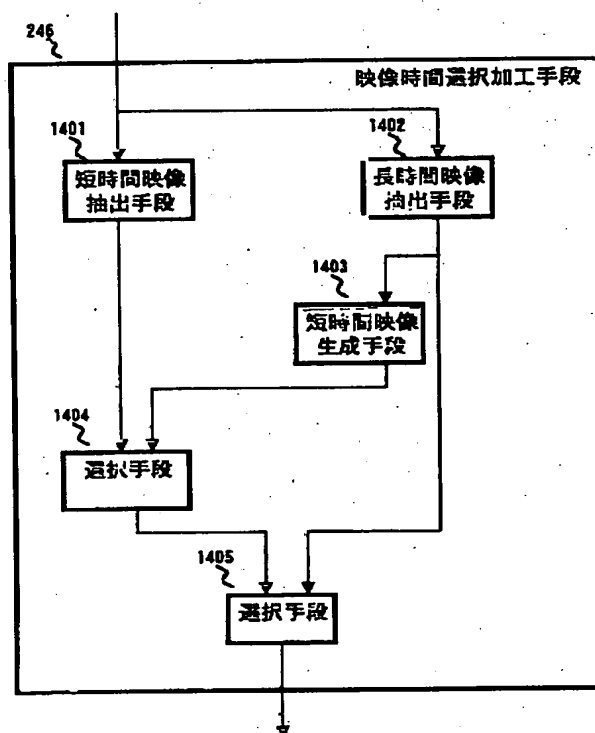 246
映像時間選択加工手段
1401
短時間映像
抽出手段
1402
長時間映像
抽出手段
1403
短時間映像
生成手段
1404
選択手段
1405
選択手段